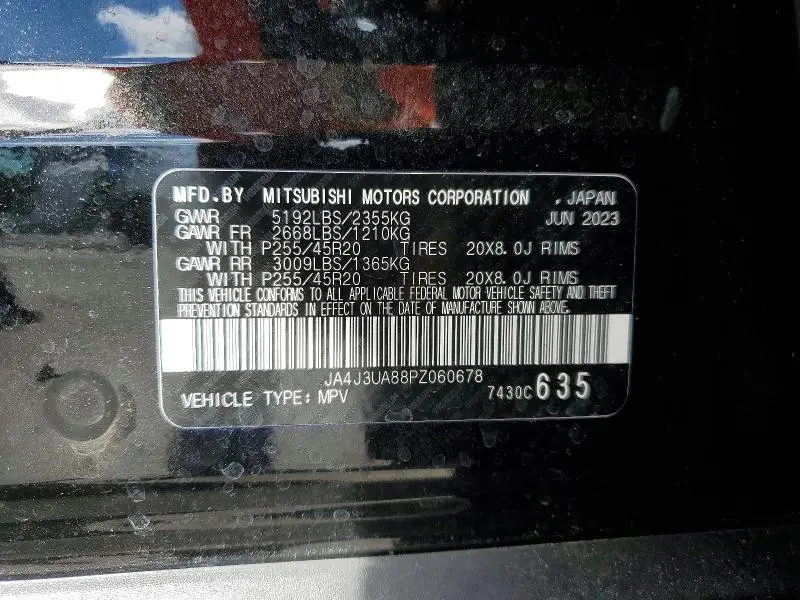 MFD.BY MITSUBISHI MOTORS CORPORATION , JAPAN
GVWR 5192LBS/2355KG JUN 2023
GAWR FR 2668LBS/1210KG
WITH P255/45R20 TIRES 20X8.0J RIMS
GAWR RR 3009LBS/1365KG
WITH P255/45R20 TIRES 20X8.0J RIMS
THIS VEHICLE CONFORMS TO ALL APPLICABLE FEDERAL MOTOR VEHICLE SAFETY AND THEFT
PREVENTION STANDARDS IN EFFECT ON THE DATE OF MANUFACTURE SHOWN ABOVE.
JA4J3UA88PZ060678
VEHICLE TYPE: MPV 7430C635